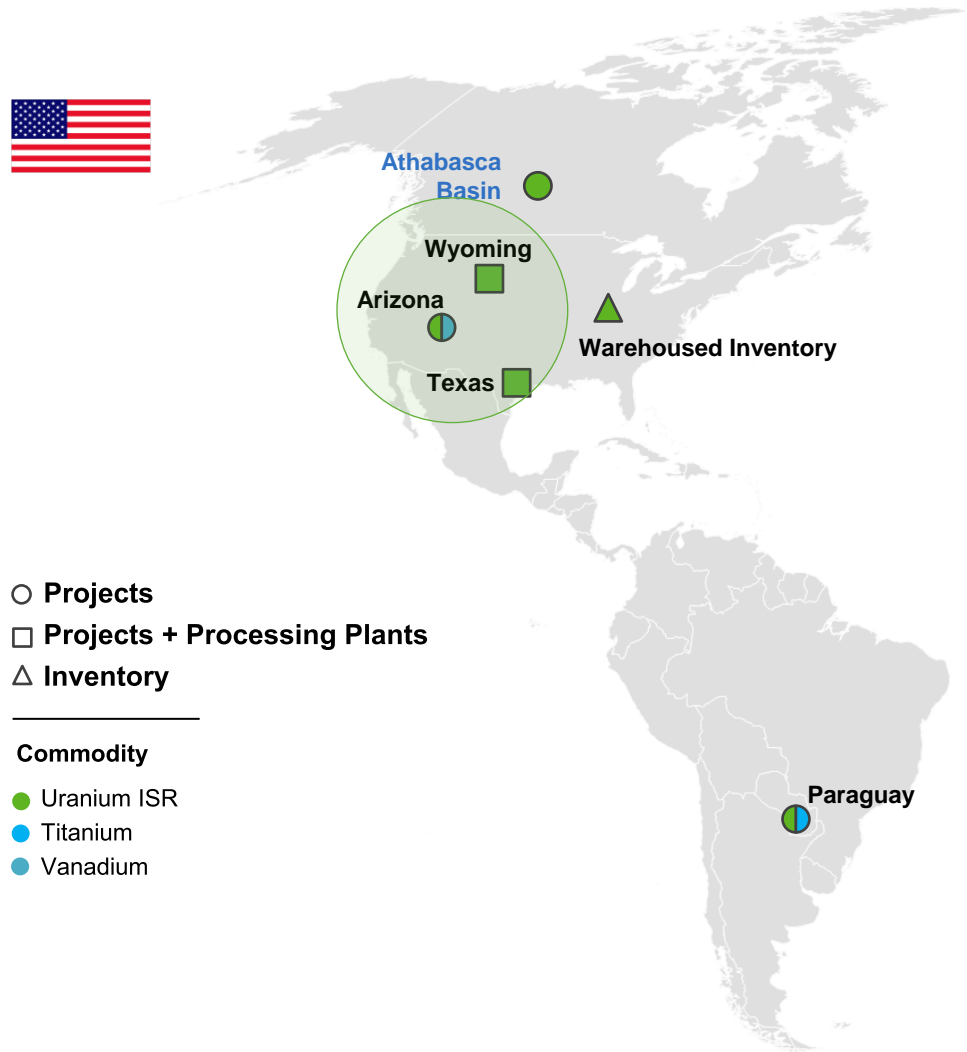 Athabasca
Basin
Wyoming
Arizona
Warehoused Inventory
Texas
Projects
Projects + Processing Plants
Inventory
Commodity
Uranium ISR
Titanium
Vanadium
Paraguay